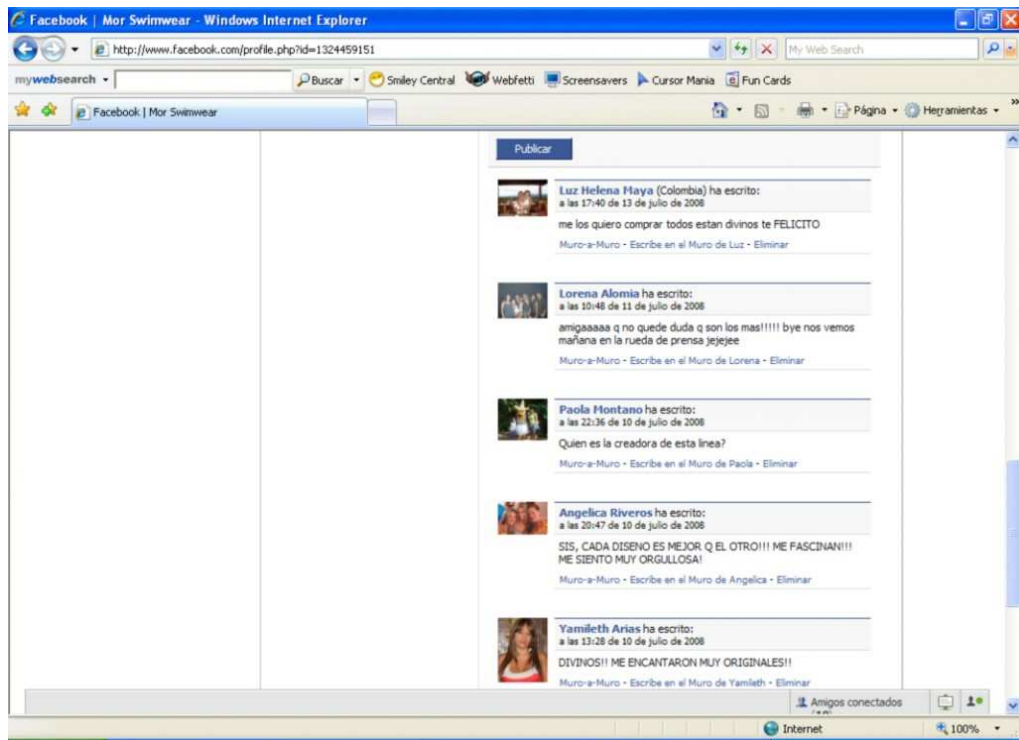 Facebook | Mor Swimwear - Windows Internet Explorer
http://www.facebook.com/profile.php?id=1324459151
My Web Search
mywebsearch
Buscar
Smiley Central
Webfetti
Screensavers
Cursor Mania
Fun Cards
Facebook | Mor Swimwear
Página
Herramientas
Publicar
Luz Helena Maya (Colombia) ha escrito:
a las 17:40 de 13 de julio de 2008
me los quiero comprar todos estan divinos te FELICITO
Muro-a-Muro - Escribe en el Muro de Luz - Eliminar
Lorena Alomia ha escrito:
a las 10:48 de 11 de julio de 2008
amigaaaaa q no quede duda q son los mas!!!!! bye nos vemos
mañana en la rueda de prensa jejejee
Muro-a-Muro - Escribe en el Muro de Lorena - Eliminar
Paola Montano ha escrito:
a las 22:36 de 10 de julio de 2008
Quien es la creadora de esta linea?
Muro-a-Muro - Escribe en el Muro de Paola - Eliminar
Angelica Riveros ha escrito:
a las 20:47 de 10 de julio de 2008
SIS, CADA DISENO ES MEJOR Q EL OTRO!!! ME FASCINAN!!!
ME SIENTO MUY ORGULLOSA!
Muro-a-Muro - Escribe en el Muro de Angelica - Eliminar
Yamileth Arias ha escrito:
a las 13:28 de 10 de julio de 2008
DIVINOS!! ME ENCANTARON MUY ORIGINALES!!
Muro-a-Muro - Escribe en el Muro de Yamileth - Eliminar
Amigos conectados
Internet
100%